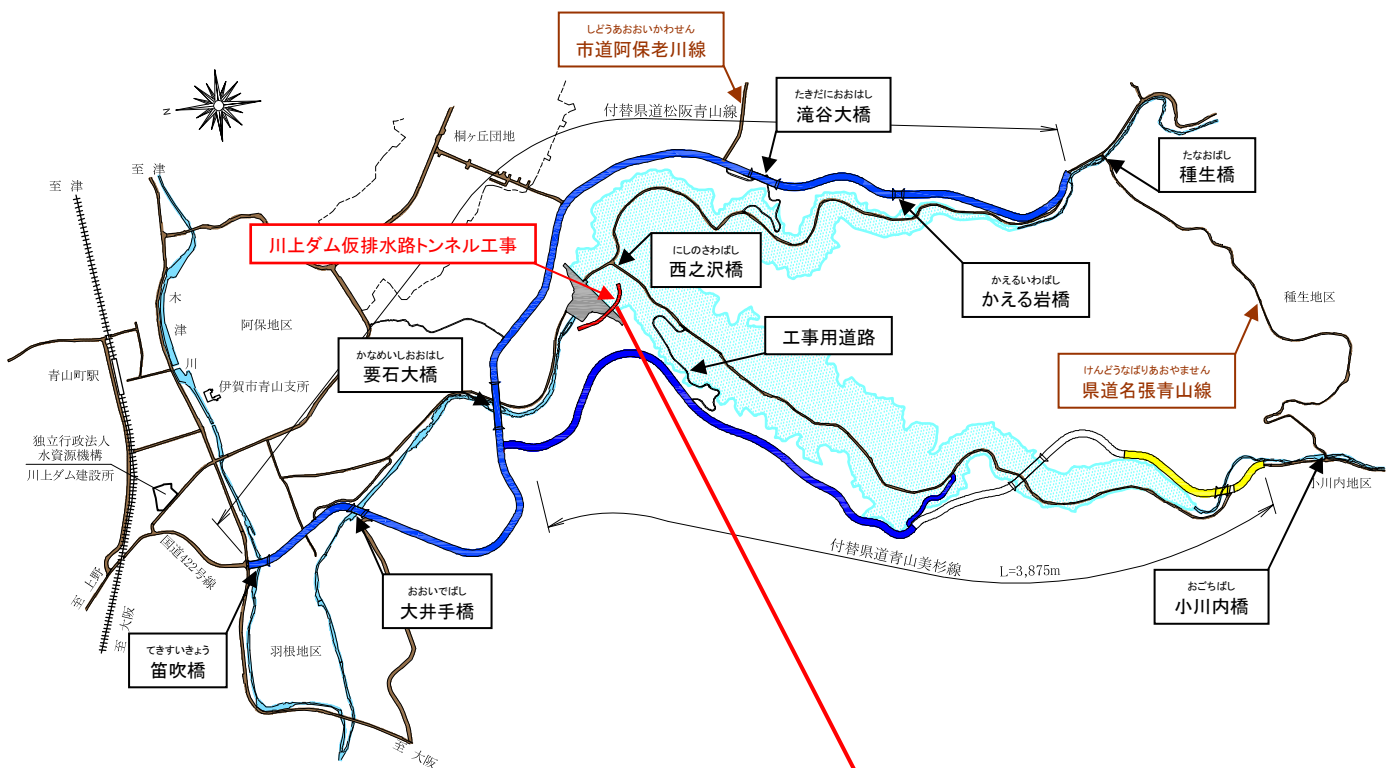 しどうあおおいかわせん
市道阿保老川線
たきだにおおはし
滝谷大橋
付替県道松阪青山線
N
桐ヶ丘団地
たなおばし
種生橋
至 津
至 津
川上ダム仮排水路トンネル工事
にしのさわばし
西之沢橋
かえるいわばし
かえる岩橋
種生地区
木津川
阿保地区
工事用道路
かなめいしおおはし
要石大橋
青山町駅
伊賀市青山支所
けんどうなばりあおやません
県道名張青山線
独立行政法人
水資源機構
川上ダム建設所
小川内地区
国道422号線
付替県道青山美杉線
L=3,875m
至 上野
至 大阪
おおいでばし
大井手橋
おごちばし
小川内橋
てきすいきょう
笛吹橋
羽根地区
至 大阪